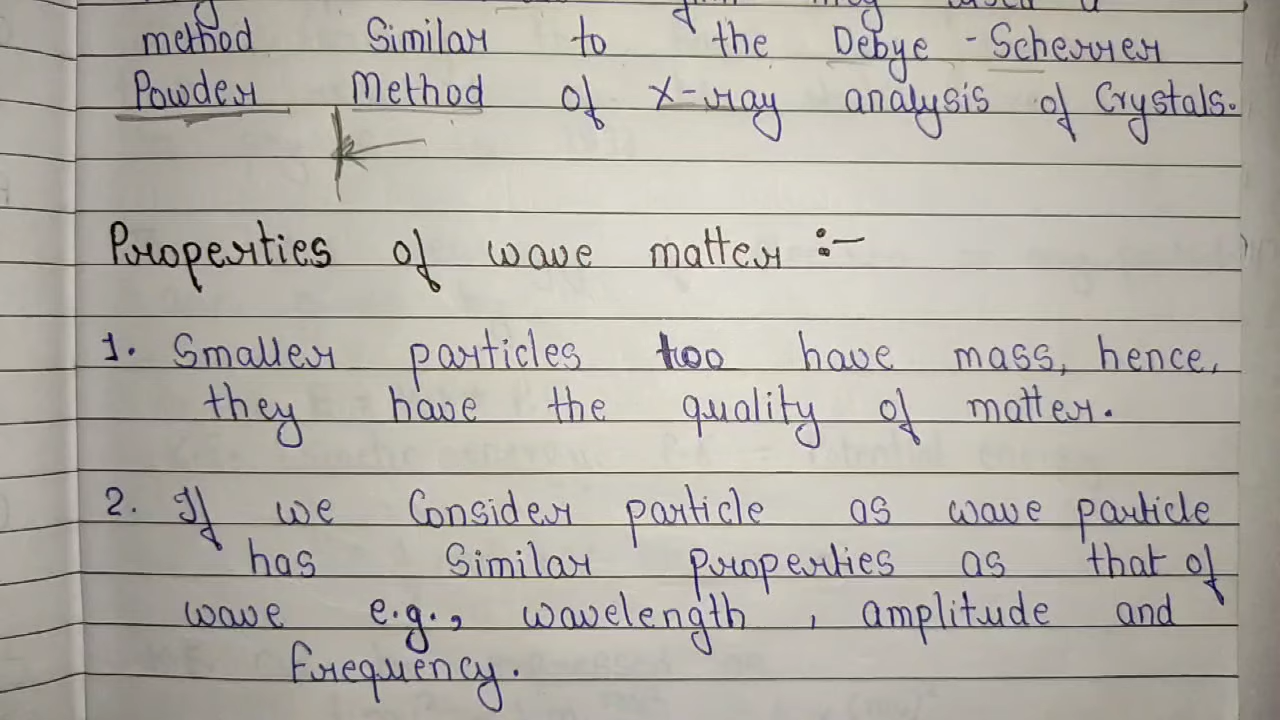 method Similar to the Debye - Scherrer
Powder Method of X-ray analysis of Crystals.
Properties of wave matter :-
1. Smaller particles too have mass, hence,
they have the quality of matter.
2. If we Consider particle as wave particle
has Similar properties as that of
wave e.g., wavelength, amplitude and
frequency.